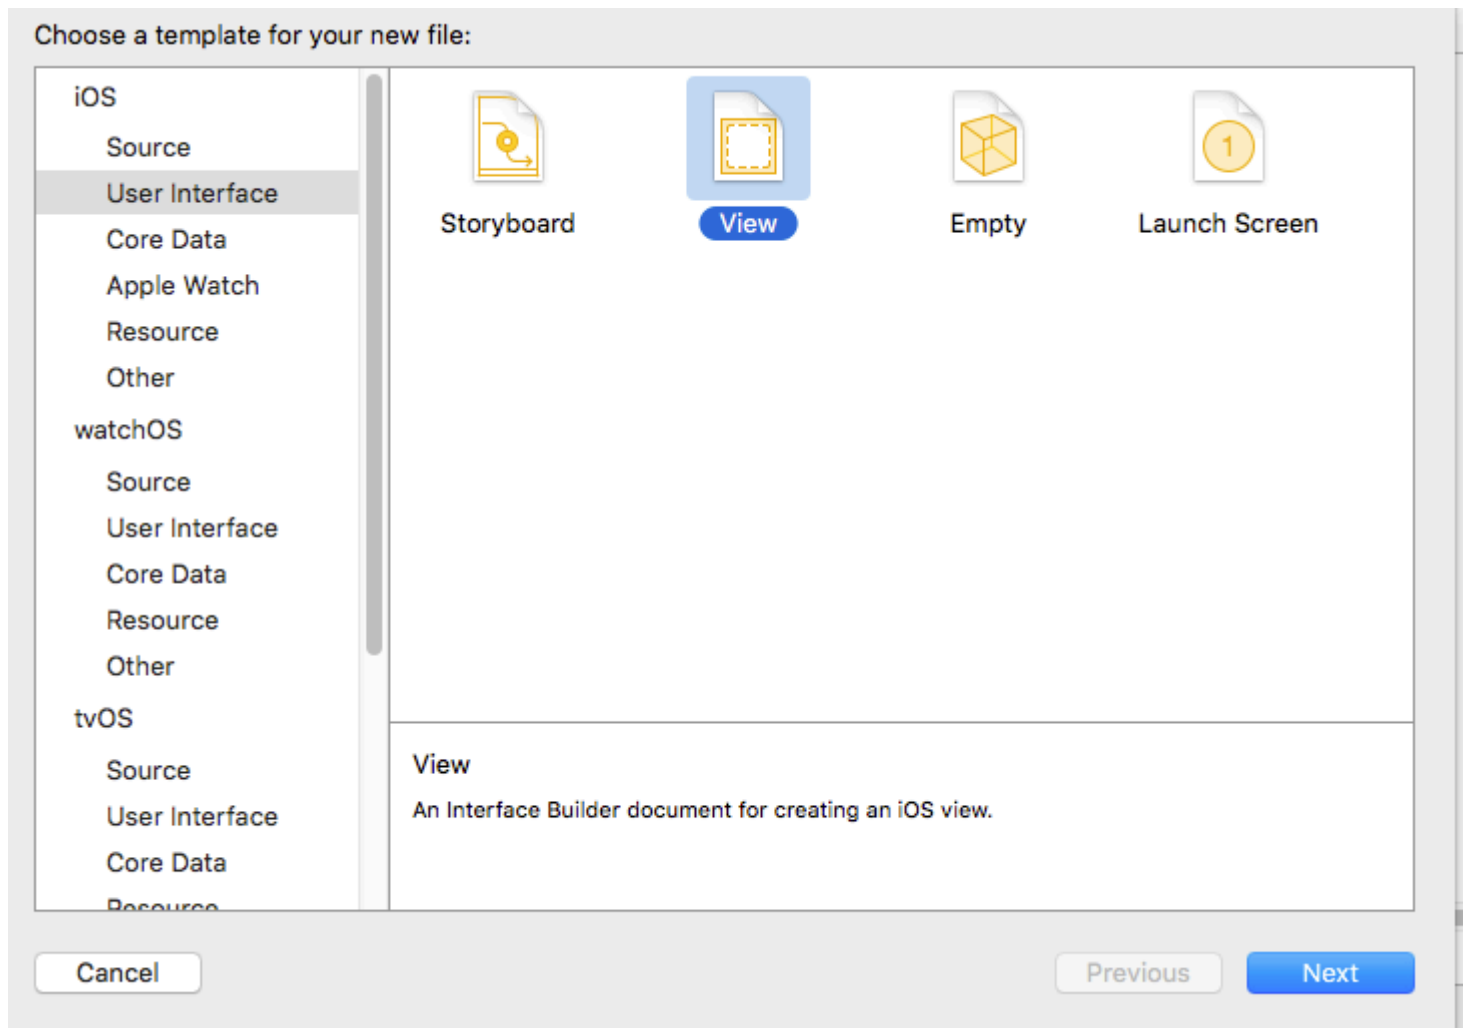 Choose a template for your new file:
iOS
Source
User Interface
Core Data
Apple Watch
Resource
Other
watchOS
Source
User Interface
Core Data
Resource
Other
tvOS
Source
User Interface
Core Data
Resource
Storyboard
View
Empty
1
Launch Screen
View
An Interface Builder document for creating an iOS view.
Cancel
Previous
Next